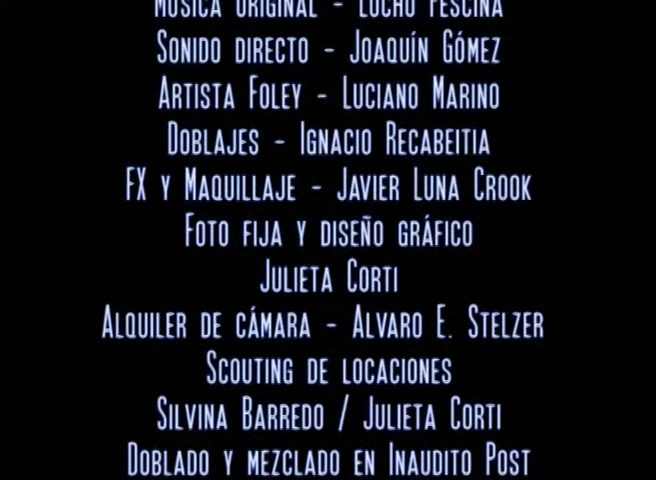 Música original - Lucho Pescina
Sonido directo - Joaquín Gómez
Artista Foley - Luciano Marino
Doblajes - Ignacio Recabeitia
FX y Maquillaje - Javier Luna Crook
Foto fija y diseño gráfico
Julieta Corti
Alquiler de cámara - Alvaro E. Stelzer
Scouting de locaciones
Silvina Barredo / Julieta Corti
Doblado y mezclado en Inaudito Post